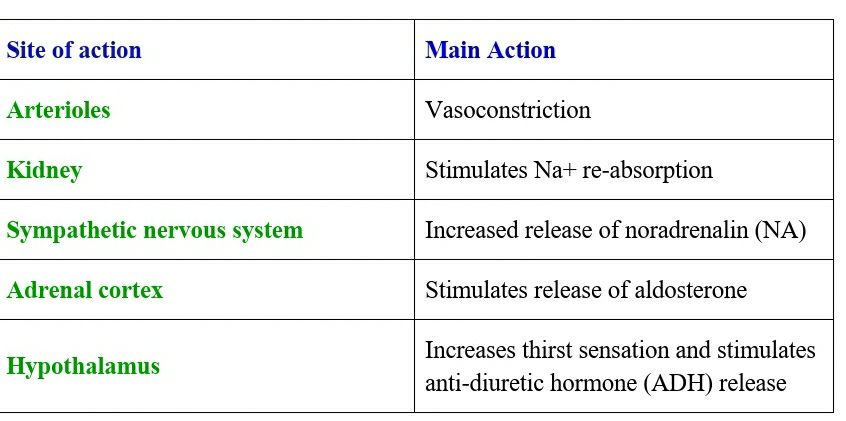 Site of action
Main Action
Arterioles
Vasoconstriction
Kidney
Stimulates Na+ re-absorption
Sympathetic nervous system
Increased release of noradrenalin (NA)
Adrenal cortex
Stimulates release of aldosterone
Hypothalamus
Increases thirst sensation and stimulates
anti-diuretic hormone (ADH) release